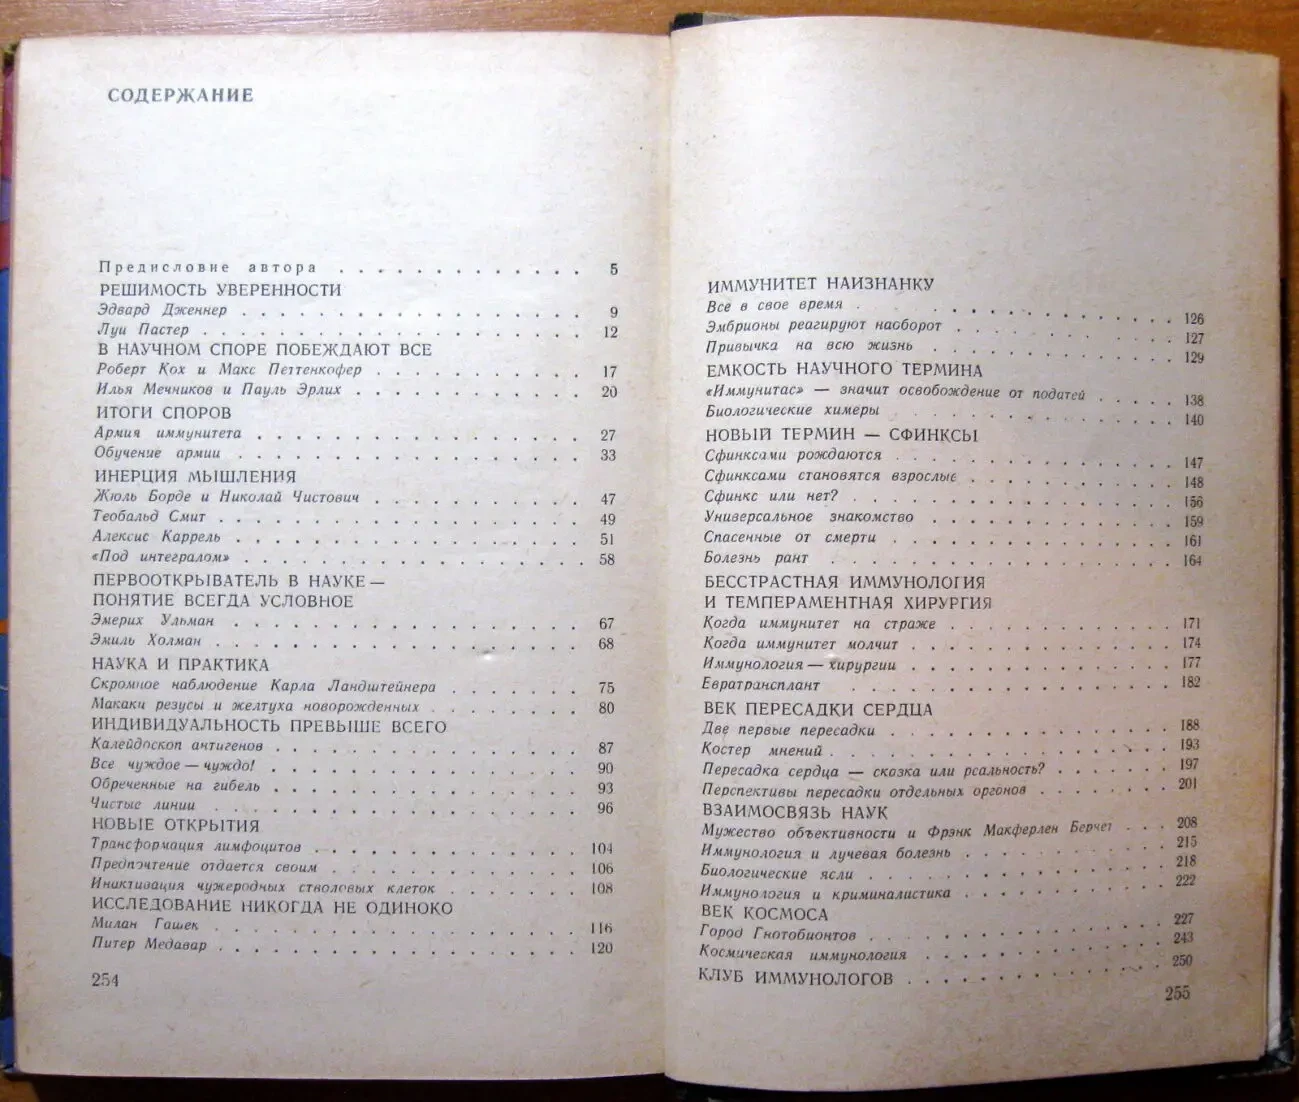 СОДЕРЖАНИЕ
Предисловие автора . . . . . . . . . . . . . 5
РЕШИМОСТЬ УВЕРЕННОСТИ
Эдвард Дженнер . . . . . . . . . . . . . . . . . 9
Луи Пастер . . . . . . . . . . . . . . . . . . . 12
В НАУЧНОМ СПОРЕ ПОБЕЖДАЮТ ВСЕ
Роберт Кох и Макс Петтенкофер . . . . . . . . . . . 17
Илья Мечников и Пауль Эрлих . . . . . . . . . . . . 20
ИТОГИ СПОРОВ
Армия иммунитета . . . . . . . . . . . . . . . . . 27
Обучение армии . . . . . . . . . . . . . . . . . . 33
ИНЕРЦИЯ МЫШЛЕНИЯ
Жюль Борде и Николай Чистович . . . . . . . . . . . 47
Теобальд Смит . . . . . . . . . . . . . . . . . . 49
Алексис Каррель . . . . . . . . . . . . . . . . . 51
«Под интегралом» . . . . . . . . . . . . . . . . . 58
ПЕРВООТКРЫВАТЕЛЬ В НАУКЕ —
ПОНЯТИЕ ВСЕГДА УСЛОВНОЕ
Эмерих Ульман . . . . . . . . . . . . . . . . . . 67
Эмиль Холман . . . . . . . . . . . . . . . . . . . 68
НАУКА И ПРАКТИКА
Скромное наблюдение Карла Ландштейнера . . . . . . . 75
Макаки резусы и желтуха новорожденных . . . . . . . . 80
ИНДИВИДУАЛЬНОСТЬ ПРЕВЫШЕ ВСЕГО
Калейдоскоп антигенов . . . . . . . . . . . . . . . 87
Все чуждое — чуждо! . . . . . . . . . . . . . . . . 90
Обреченные на гибель . . . . . . . . . . . . . . . . 93
Чистые линии . . . . . . . . . . . . . . . . . . . 96
НОВЫЕ ОТКРЫТИЯ
Трансформация лимфоцитов . . . . . . . . . . . . . . 104
Предпочтение отдается своим . . . . . . . . . . . . . 106
Инактивация чужеродных стволовых клеток . . . . . . . 108
ИССЛЕДОВАНИЕ НИКОГДА НЕ ОДИНОКО
Милан Гашек . . . . . . . . . . . . . . . . . . . 116
Питер Медавар . . . . . . . . . . . . . . . . . . 120
254
ИММУНИТЕТ НАИЗНАНКУ
Все в свое время . . . . . . . . . . . . . . . . . 126
Эмбрионы реагируют наоборот . . . . . . . . . . . . 127
Привычка на всю жизнь . . . . . . . . . . . . . . . 129
ЕМКОСТЬ НАУЧНОГО ТЕРМИНА
«Иммунитас» — значит освобождение от податей . . . . . 138
Биологические химеры . . . . . . . . . . . . . . . 140
НОВЫЙ ТЕРМИН — СФИНКСЫ
Сфинксами рождаются . . . . . . . . . . . . . . . . 147
Сфинксами становятся взрослые . . . . . . . . . . . . 148
Сфинкс или нет? . . . . . . . . . . . . . . . . . . 156
Универсальное знакомство . . . . . . . . . . . . . . 159
Спасенные от смерти . . . . . . . . . . . . . . . . 161
Болезнь рант . . . . . . . . . . . . . . . . . . . 164
БЕССТРАСТНАЯ ИММУНОЛОГИЯ
И ТЕМПЕРАМЕНТНАЯ ХИРУРГИЯ
Когда иммунитет на страже . . . . . . . . . . . . . 171
Когда иммунитет молчит . . . . . . . . . . . . . . . 174
Иммунология — хирургии . . . . . . . . . . . . . . . 177
Евратрансплант . . . . . . . . . . . . . . . . . . 182
ВЕК ПЕРЕСАДКИ СЕРДЦА
Две первые пересадки . . . . . . . . . . . . . . . . 188
Костер мнений . . . . . . . . . . . . . . . . . . . 193
Пересадка сердца — сказка или реальность? . . . . . . . 197
Перспективы пересадки отдельных органов . . . . . . . . 201
ВЗАИМОСВЯЗЬ НАУК
Мужество объективности и Фрэнк Макферлен Бернет . . . 208
Иммунология и лучевая болезнь . . . . . . . . . . . . 215
Биологические ясли . . . . . . . . . . . . . . . . . 218
Иммунология и криминалистика . . . . . . . . . . . . 222
ВЕК КОСМОСА
Город Гнотобионтов . . . . . . . . . . . . . . . . . 227
Космическая иммунология . . . . . . . . . . . . . . 243
КЛУБ ИММУНОЛОГОВ . . . . . . . . . . . . . . . . . 250
255